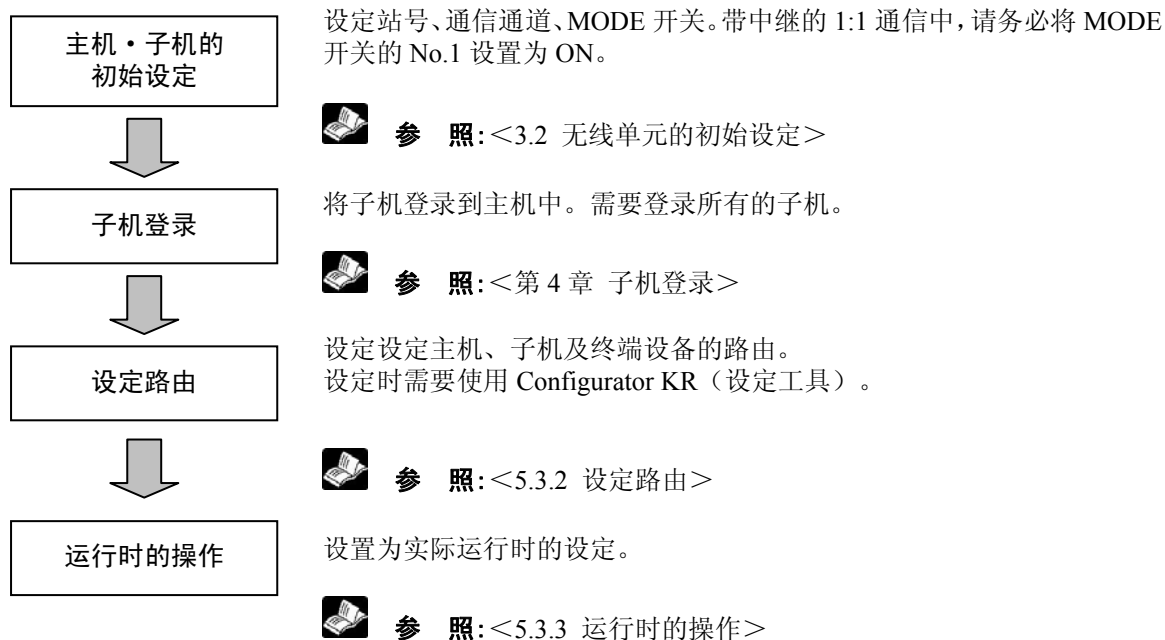 主机・子机的
初始设定
设定站号、通信通道、MODE 开关。带中继的 1:1 通信中，请务必将 MODE
开关的 No.1 设置为 ON。
参 照：＜3.2 无线单元的初始设定＞
子机登录
将子机登录到主机中。需要登录所有的子机。
参 照：＜第 4 章 子机登录＞
设定路由
设定设定主机、子机及终端设备的路由。
设定时需要使用 Configurator KR（设定工具）。
参 照：＜5.3.2 设定路由＞
运行时的操作
设置为实际运行时的设定。
参 照：＜5.3.3 运行时的操作＞